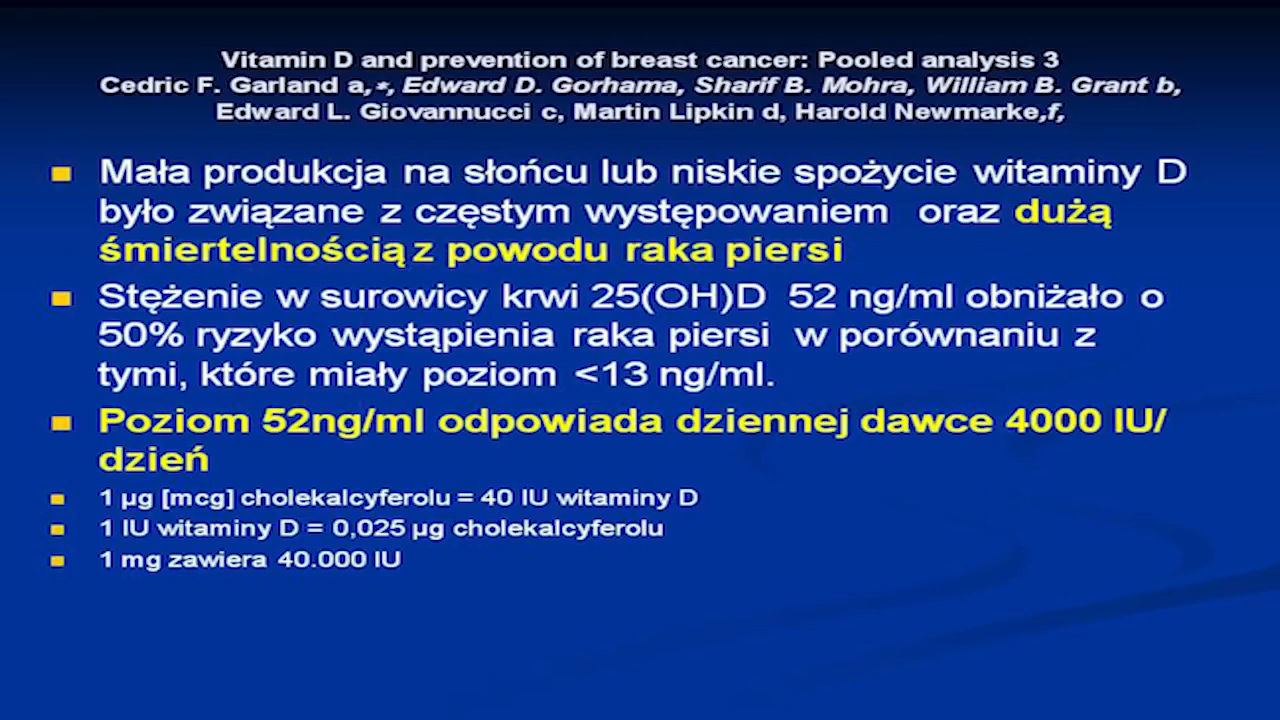 Vitamin D and prevention of breast cancer: Pooled analysis 3
Cedric F. Garland a,*, Edward D. Gorhama, Sharif B. Mohra, William B. Grant b,
Edward L. Giovannucci c, Martin Lipkin d, Harold Newmarke,f,
Mała produkcja na słońcu lub niskie spożycie witaminy D
było związane z częstym występowaniem oraz dużą
śmiertelnością z powodu raka piersi
Stężenie w surowicy krwi 25(OH)D 52 ng/ml obniżało o
50% ryzyko wystąpienia raka piersi w porównaniu z
tymi, które miały poziom <13 ng/ml.
Poziom 52ng/ml odpowiada dziennej dawce 4000 IU/
dzień
1 µg [mcg] cholekalcyferolu = 40 IU witaminy D
1 IU witaminy D = 0,025 µg cholekalcyferolu
1 mg zawiera 40.000 IU